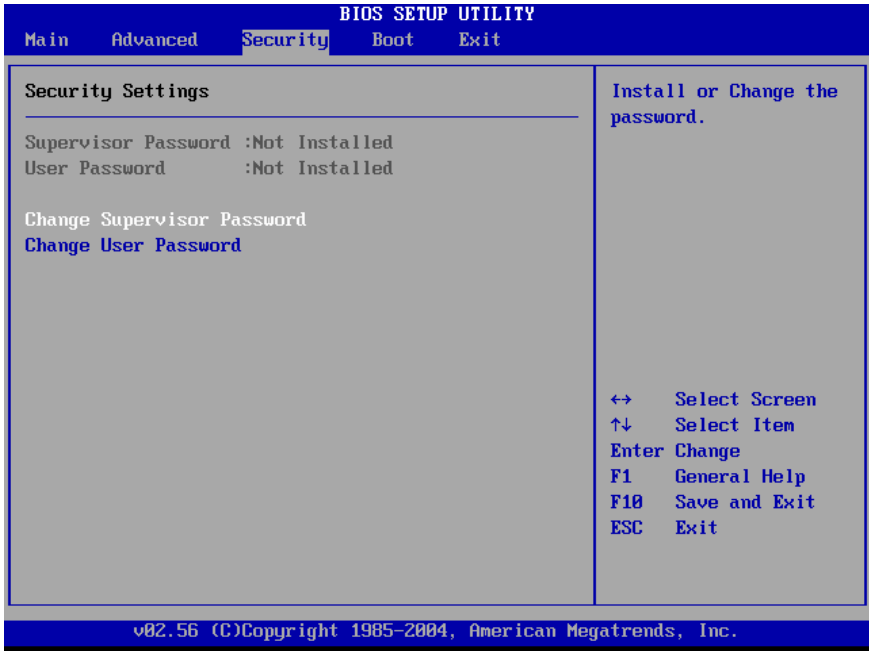 BIOS SETUP UTILITY
Main Advanced Security Boot Exit
Security Settings
Supervisor Password :Not Installed
User Password :Not Installed
Change Supervisor Password
Change User Password
Install or Change the
password.
←→ Select Screen
↑↓ Select Item
Enter Change
F1 General Help
F10 Save and Exit
ESC Exit
v02.56 (C)Copyright 1985-2004, American Megatrends, Inc.